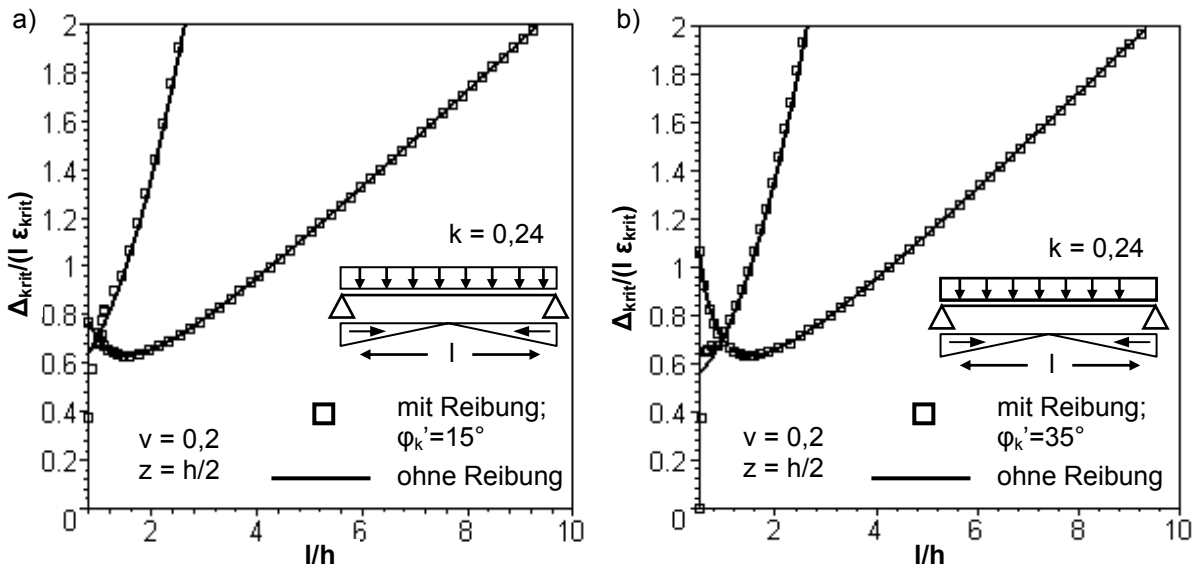 a)
Δkrit/(l εkrit)
2
1.8
1.6
1.4
1.2
1
0.8
0.6
0.4
0.2
0
2
4
6
8
10
l/h
k = 0,24
l
ν = 0,2
z = h/2
mit Reibung;
φk’=15°
ohne Reibung
b)
Δkrit/(l εkrit)
2
1.8
1.6
1.4
1.2
1
0.8
0.6
0.4
0.2
0
2
4
6
8
10
l/h
k = 0,24
l
ν = 0,2
z = h/2
mit Reibung;
φk’=35°
ohne Reibung